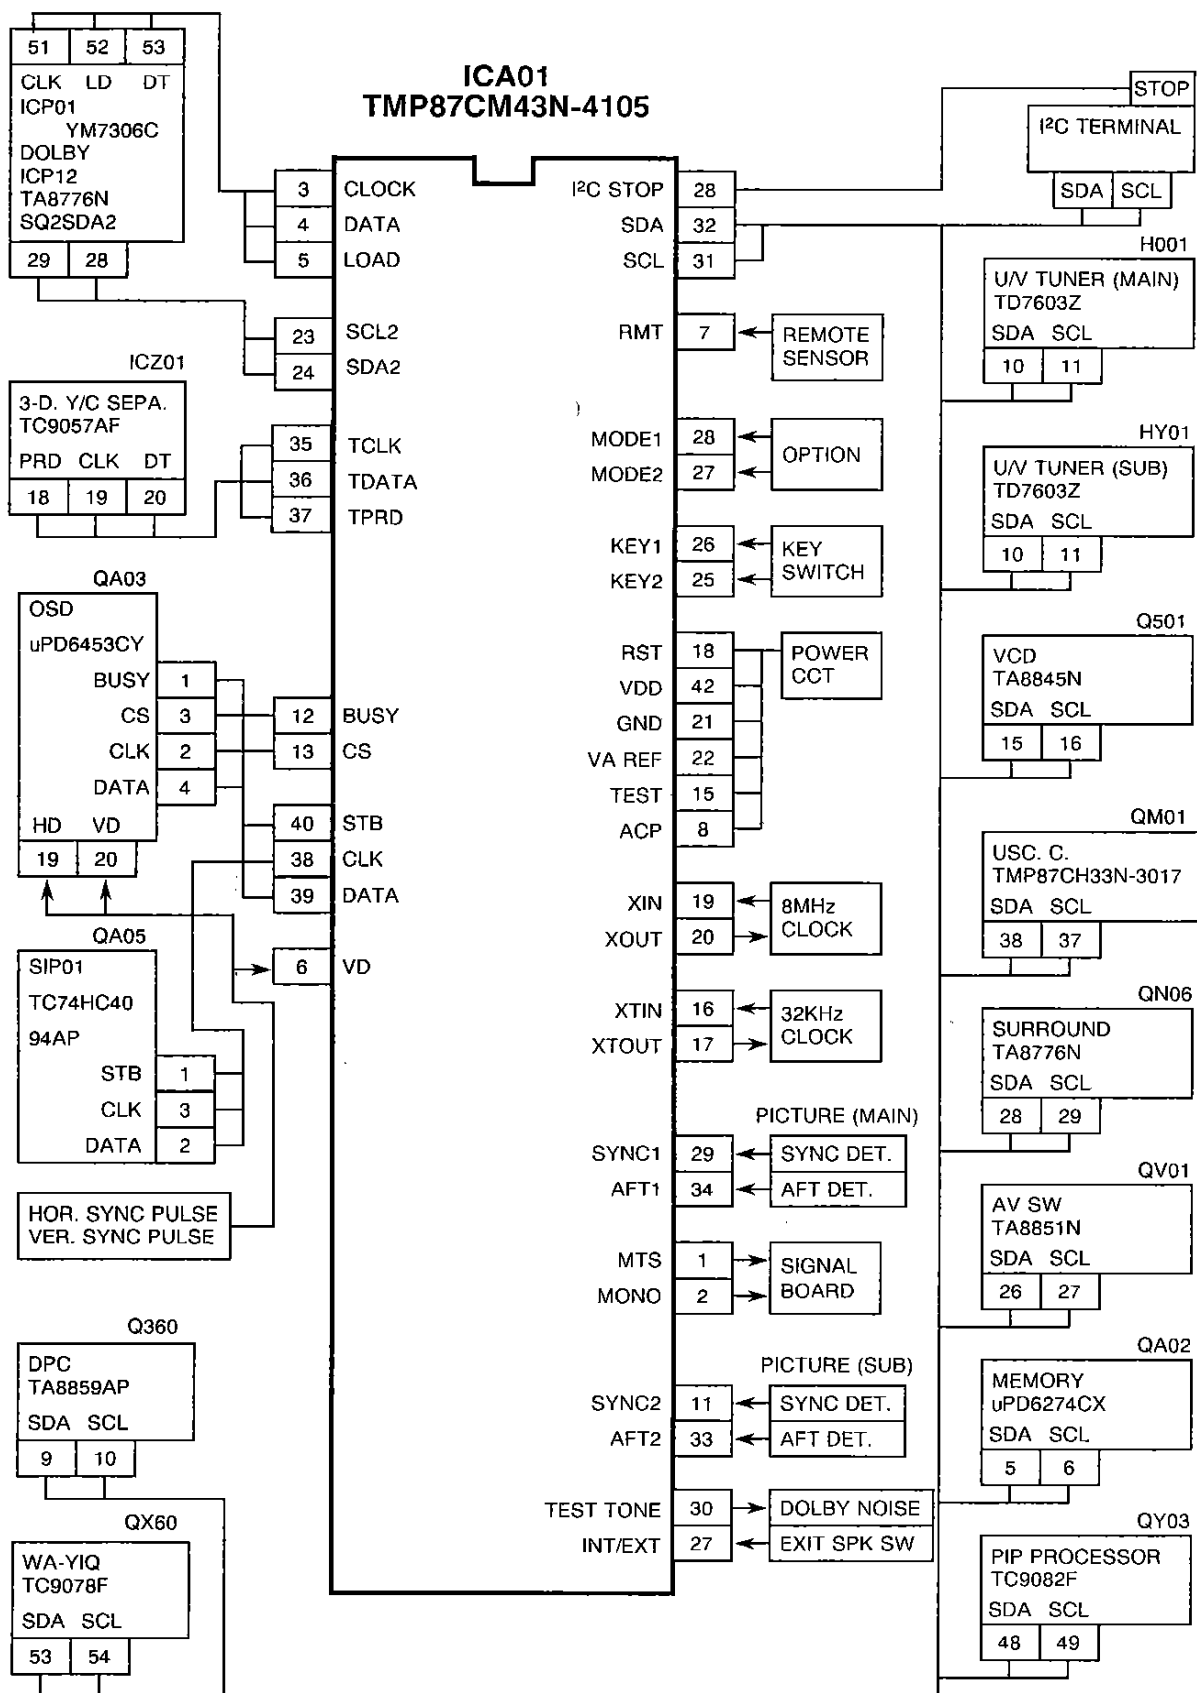 ICA01
TMP87CM43N-4105
51 52 53
CLK LD DT
ICP01
YM7306C
DOLBY
ICP12
TA8776N
SQ2SDA2
29 28
ICZ01
3-D. Y/C SEPA.
TC9057AF
PRD CLK DT
18 19 20
QA03
OSD
uPD6453CY
BUSY 1
CS 3
CLK 2
DATA 4
HD VD
19 20
QA05
SIP01
TC74HC40
94AP
STB 1
CLK 3
DATA 2
HOR. SYNC PULSE
VER. SYNC PULSE
Q360
DPC
TA8859AP
SDA SCL
9 10
QX60
WA-YIQ
TC9078F
SDA SCL
53 54
3 CLOCK
4 DATA
5 LOAD
23 SCL2
24 SDA2
35 TCLK
36 TDATA
37 TPRD
12 BUSY
13 CS
40 STB
38 CLK
39 DATA
6 VD
I²C STOP 28
SDA 32
SCL 31
RMT 7
REMOTE
SENSOR
MODE1 28
MODE2 27
OPTION
KEY1 26
KEY2 25
KEY
SWITCH
RST 18
VDD 42
GND 21
VA REF 22
TEST 15
ACP 8
POWER
CCT
XIN 19
XOUT 20
8MHz
CLOCK
XTIN 16
XTOUT 17
32KHz
CLOCK
PICTURE (MAIN)
SYNC1 29 SYNC DET.
AFT1 34 AFT DET.
MTS 1
MONO 2
SIGNAL
BOARD
PICTURE (SUB)
SYNC2 11 SYNC DET.
AFT2 33 AFT DET.
TEST TONE 30 DOLBY NOISE
INT/EXT 27 EXIT SPK SW
STOP
I²C TERMINAL
SDA SCL
H001
U/V TUNER (MAIN)
TD7603Z
SDA SCL
10 11
HY01
U/V TUNER (SUB)
TD7603Z
SDA SCL
10 11
Q501
VCD
TA8845N
SDA SCL
15 16
QM01
USC. C.
TMP87CH33N-3017
SDA SCL
38 37
QN06
SURROUND
TA8776N
SDA SCL
28 29
QV01
AV SW
TA8851N
SDA SCL
26 27
QA02
MEMORY
uPD6274CX
SDA SCL
5 6
QY03
PIP PROCESSOR
TC9082F
SDA SCL
48 49